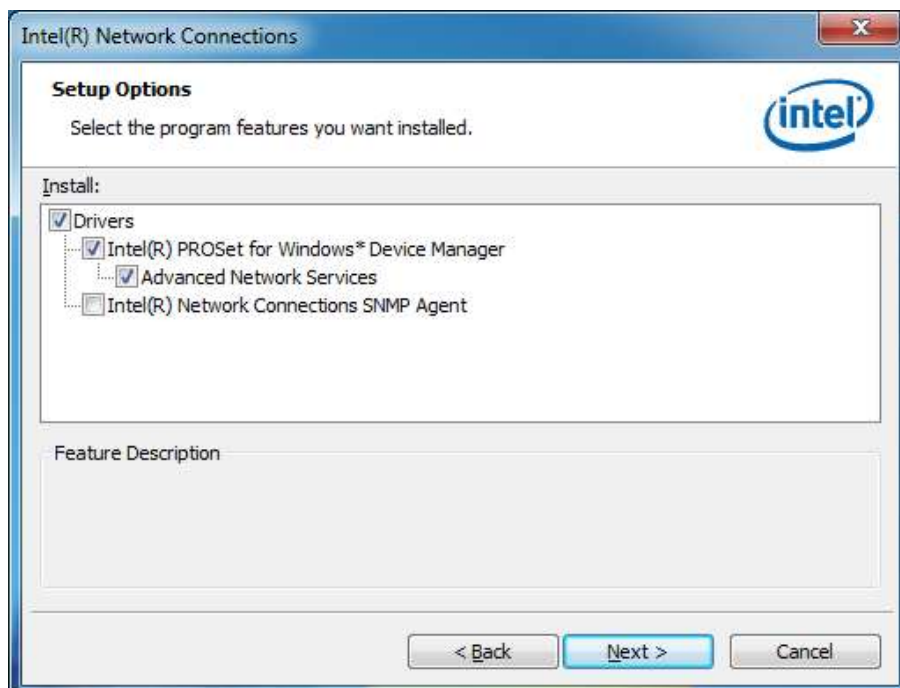 Intel(R) Network Connections
X
Setup Options
Select the program features you want installed.
intel
Install:
Drivers
Intel(R) PROSet for Windows* Device Manager
Advanced Network Services
Intel(R) Network Connections SNMP Agent
Feature Description
< Back
Next >
Cancel